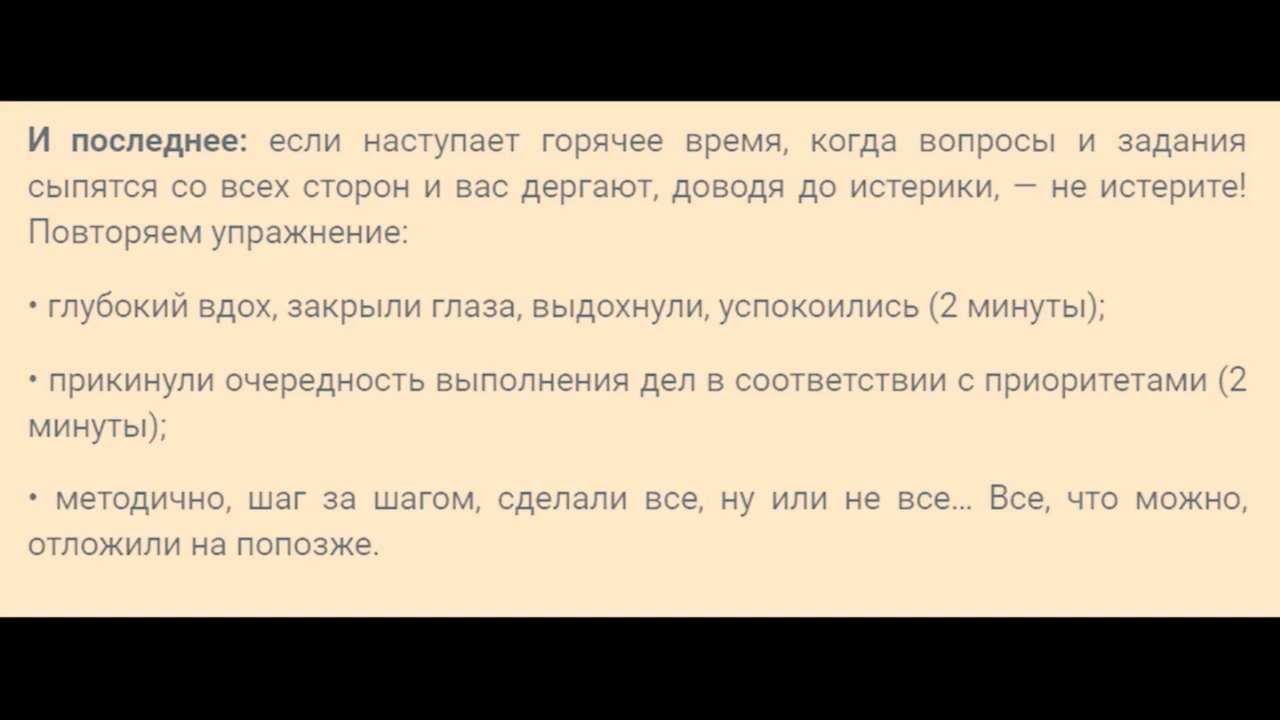 И последнее: если наступает горячее время, когда вопросы и задания
сыпятся со всех сторон и вас дергают, доводя до истерики, — не истерите!
Повторяем упражнение:
• глубокий вдох, закрыли глаза, выдохнули, успокоились (2 минуты);
• прикинули очередность выполнения дел в соответствии с приоритетами (2
минуты);
• методично, шаг за шагом, сделали все, ну или не все... Все, что можно,
отложили на попозже.